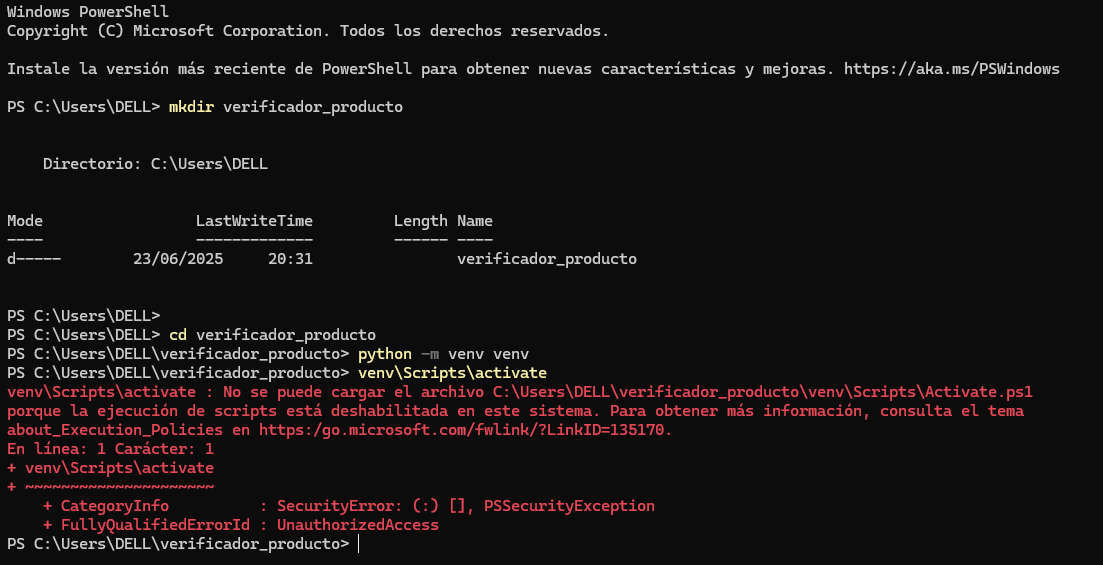 Windows PowerShell
Copyright (C) Microsoft Corporation. Todos los derechos reservados.
Instale la versión más reciente de PowerShell para obtener nuevas características y mejoras. https://aka.ms/PSWindows
PS C:\Users\DELL> mkdir verificador_producto
    Directorio: C:\Users\DELL
Mode                 LastWriteTime         Length Name
----                 -------------         ------ ----
d-----        23/06/2025     20:31                verificador_producto
PS C:\Users\DELL>
PS C:\Users\DELL> cd verificador_producto
PS C:\Users\DELL\verificador_producto> python -m venv venv
PS C:\Users\DELL\verificador_producto> venv\Scripts\activate
venv\Scripts\activate : No se puede cargar el archivo C:\Users\DELL\verificador_producto\venv\Scripts\Activate.ps1
porque la ejecución de scripts está deshabilitada en este sistema. Para obtener más información, consulta el tema
about_Execution_Policies en https:/go.microsoft.com/fwlink/?LinkID=135170.
En línea: 1 Carácter: 1
+ venv\Scripts\activate
+ ~~~~~~~~~~~~~~~~~~~~~
    + CategoryInfo          : SecurityError: (:) [], PSSecurityException
    + FullyQualifiedErrorId : UnauthorizedAccess
PS C:\Users\DELL\verificador_producto>